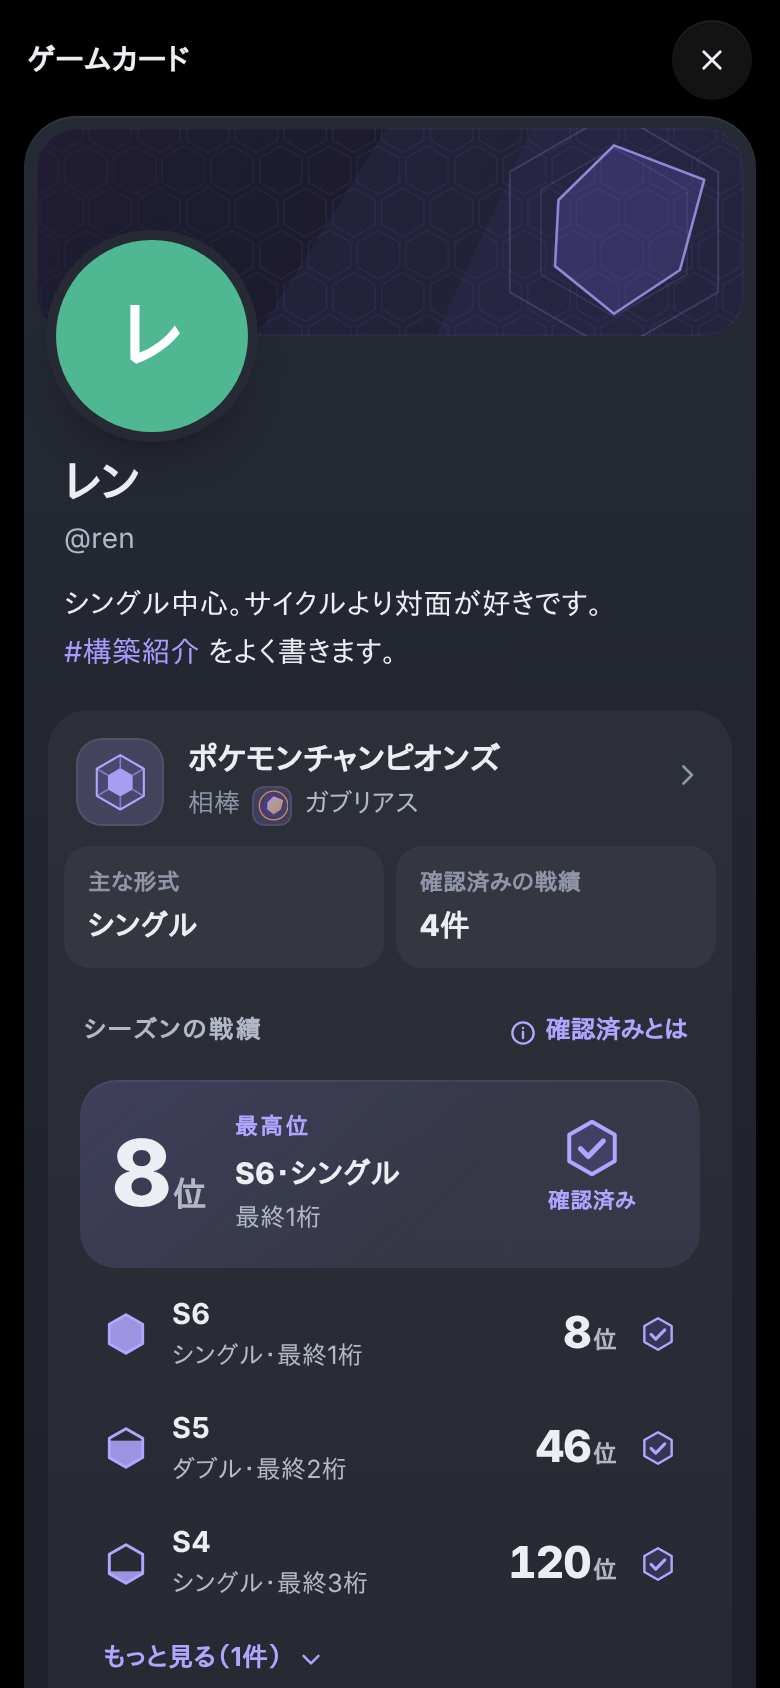 ゲームカード
レ
レン
@ren
シングル中心。サイクルより対面が好きです。
#構築紹介 をよく書きます。
ポケモンチャンピオンズ
相棒 ガブリアス
主な形式
シングル
確認済みの戦績
4件
シーズンの戦績
確認済みとは
8位
最高位
S6·シングル
最終1桁
確認済み
S6
シングル·最終1桁
8位
S5
ダブル·最終2桁
46位
S4
シングル·最終3桁
120位
もっと見る（1件）